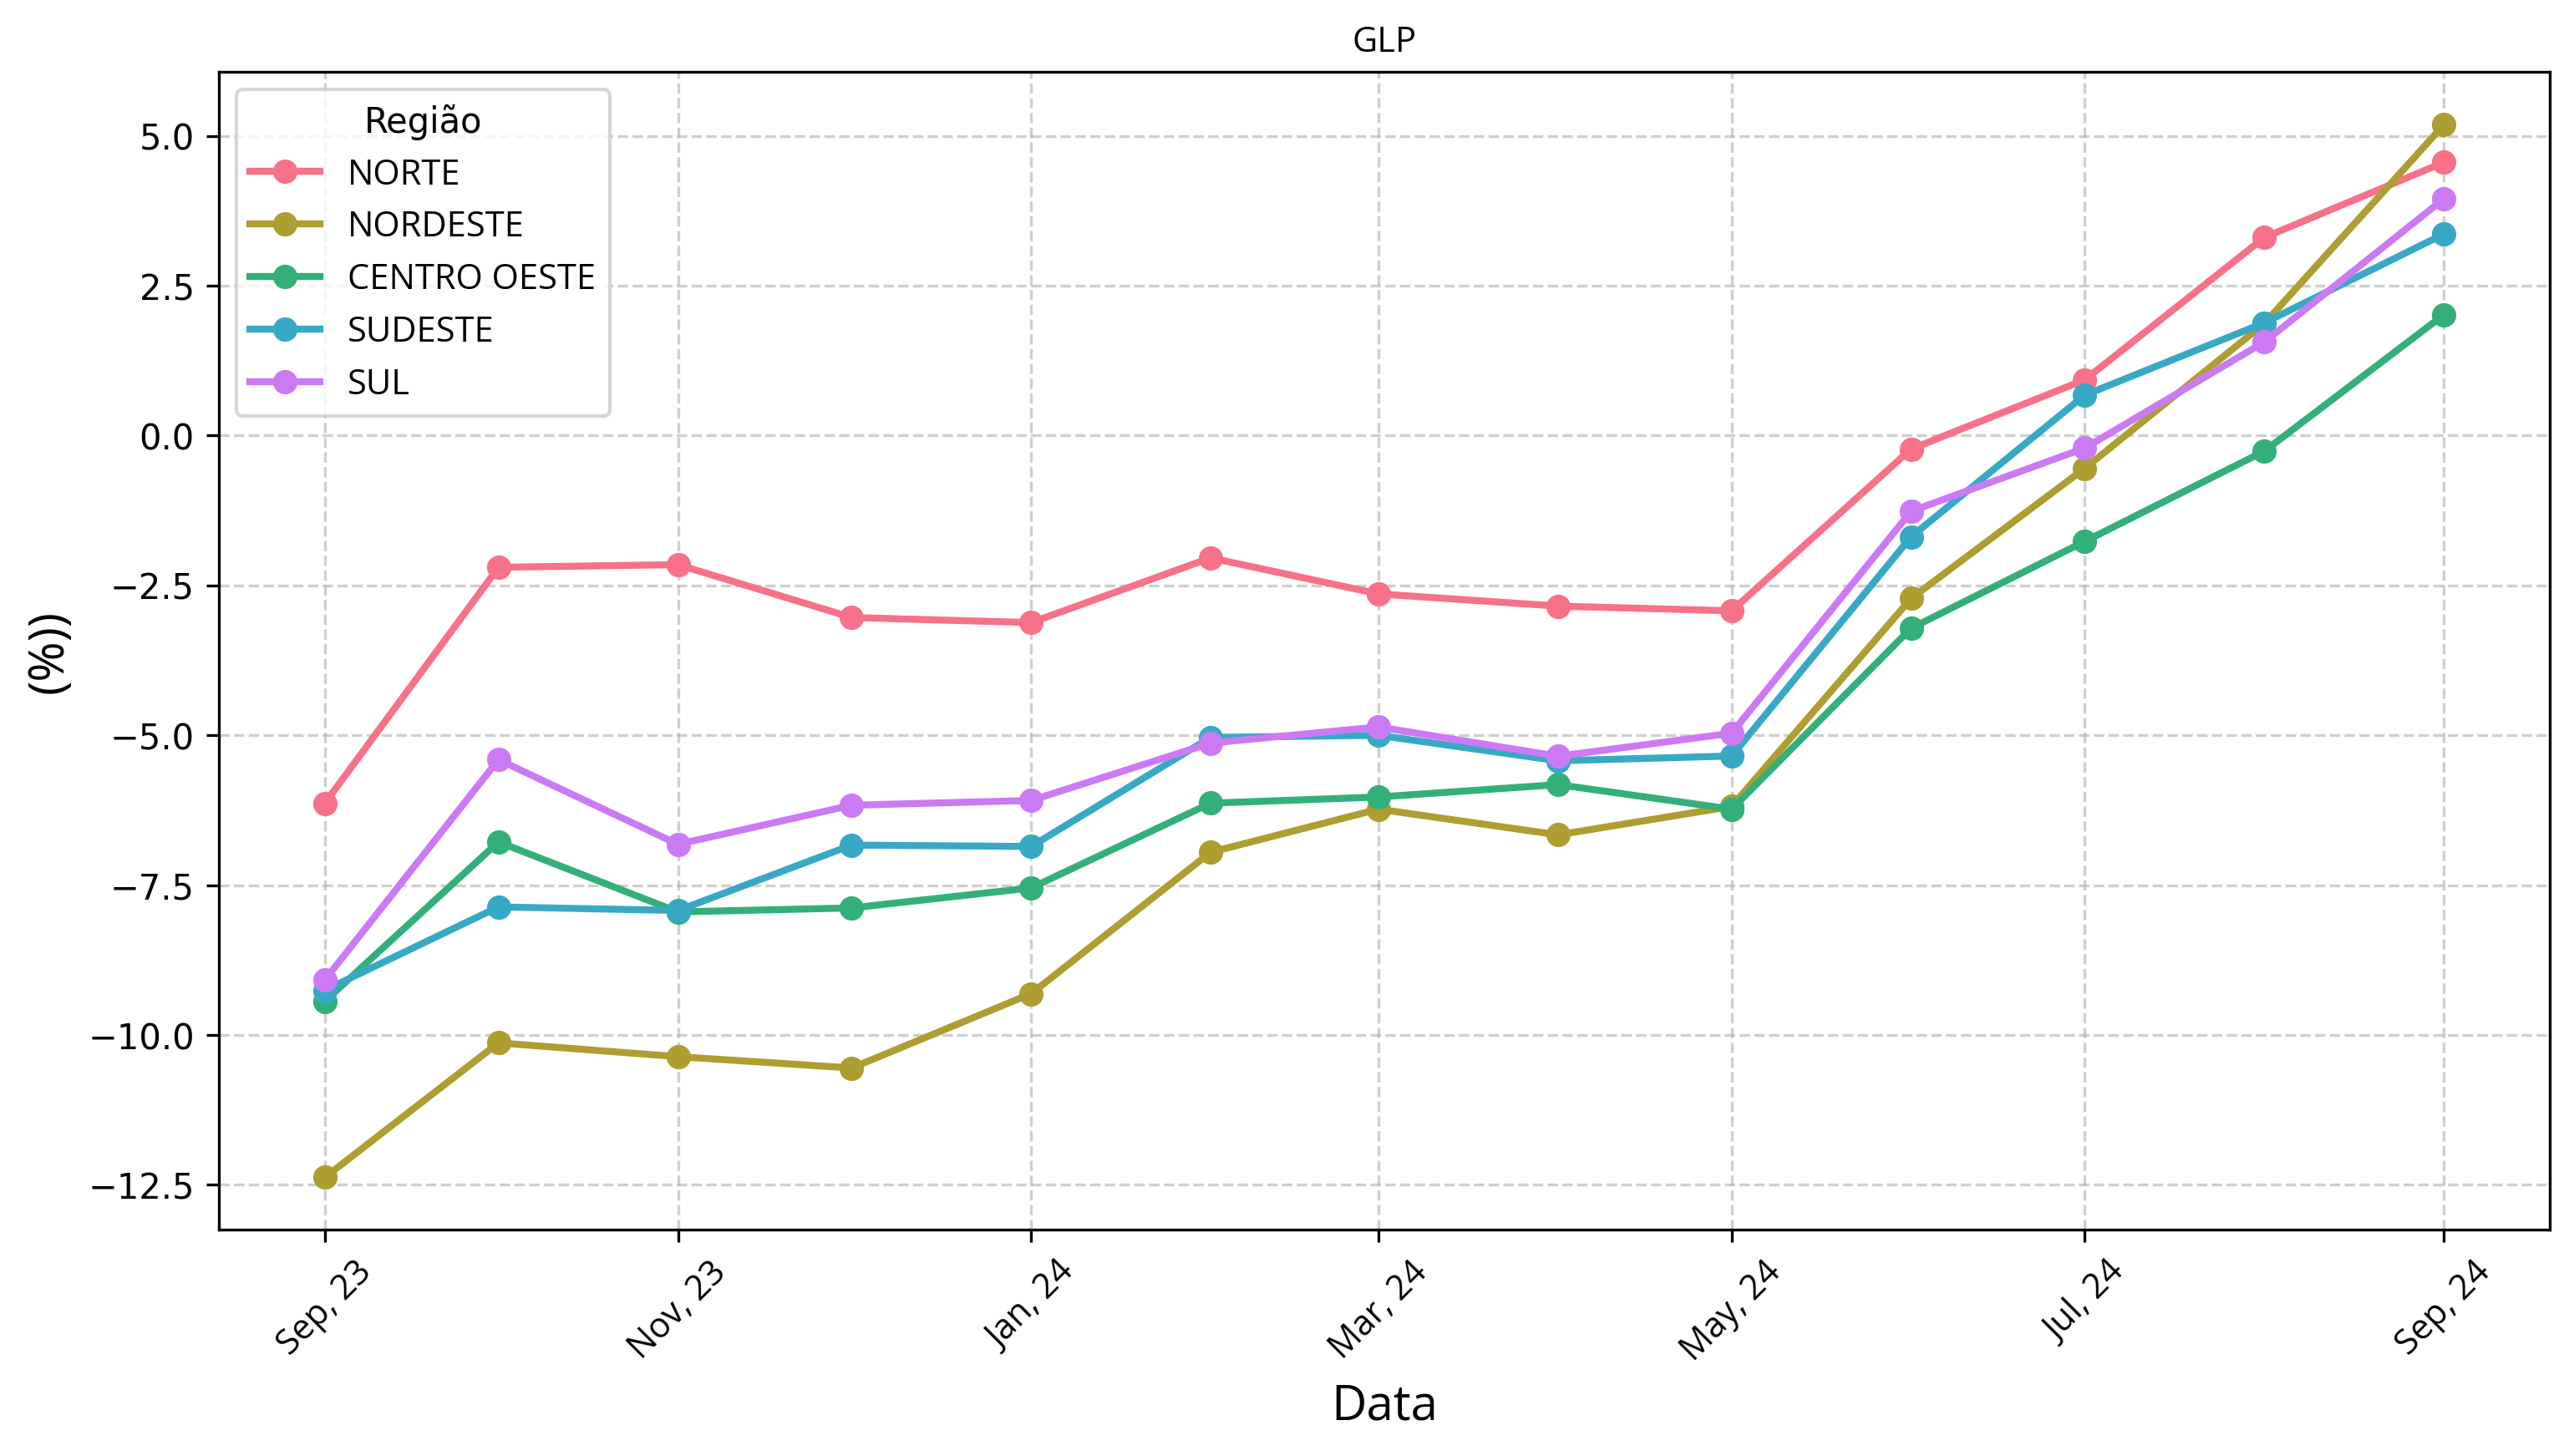 GLP
Região
NORTE
NORDESTE
CENTRO OESTE
SUDESTE
SUL
(%))
5.0
2.5
0.0
−2.5
−5.0
−7.5
−10.0
−12.5
Sep, 23
Nov, 23
Jan, 24
Mar, 24
May, 24
Jul, 24
Sep, 24
Data